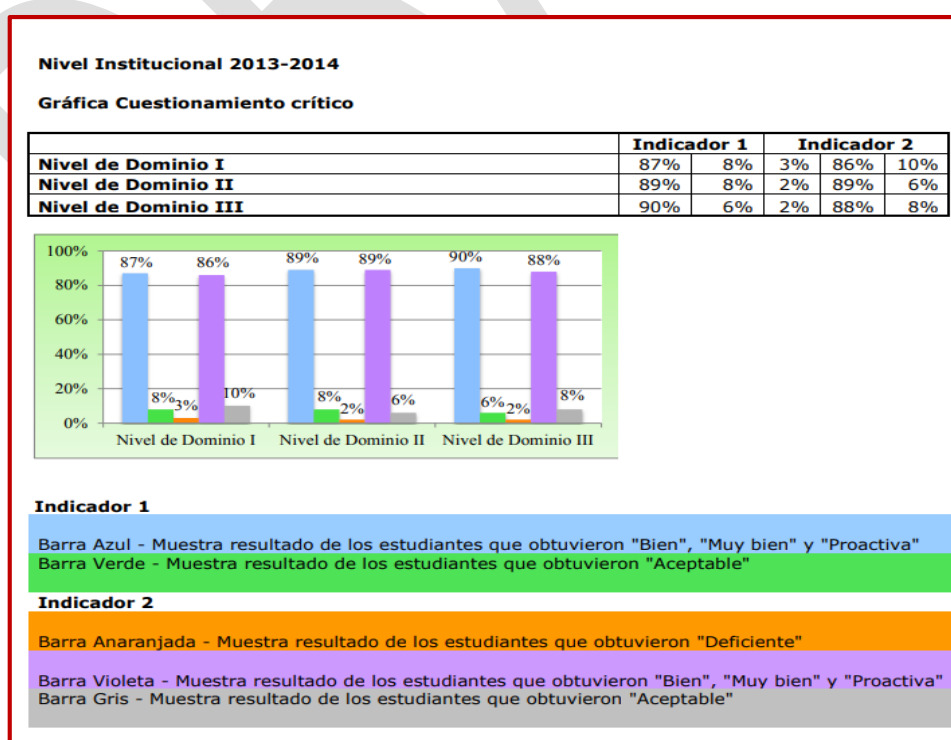 Nivel Institucional 2013-2014
Gráfica Cuestionamiento crítico
Indicador 1 Indicador 2
Nivel de Dominio I 87% 8% 3% 86% 10%
Nivel de Dominio II 89% 8% 2% 89% 6%
Nivel de Dominio III 90% 6% 2% 88% 8%
100%
80%
60%
40%
20%
0%
87% 8% 3% 86% 10%
89% 8% 2% 89% 6%
90% 6% 2% 88% 8%
Nivel de Dominio I Nivel de Dominio II Nivel de Dominio III
Indicador 1
Barra Azul - Muestra resultado de los estudiantes que obtuvieron "Bien", "Muy bien" y "Proactiva"
Barra Verde - Muestra resultado de los estudiantes que obtuvieron "Aceptable"
Indicador 2
Barra Anaranjada - Muestra resultado de los estudiantes que obtuvieron "Deficiente"
Barra Violeta - Muestra resultado de los estudiantes que obtuvieron "Bien", "Muy bien" y "Proactiva"
Barra Gris - Muestra resultado de los estudiantes que obtuvieron "Aceptable"